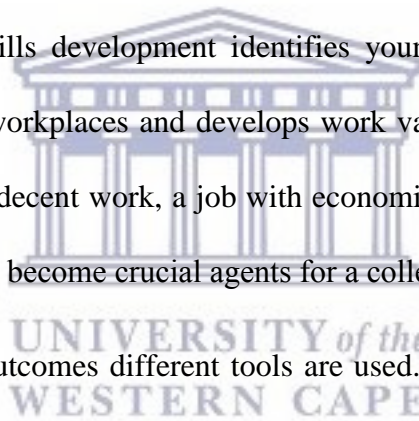 ills development identifies your
workplaces and develops work va
decent work, a job with economi
become crucial agents for a colle
UNIVERSITY of the
utcomes different tools are used.
WESTERN CAPE